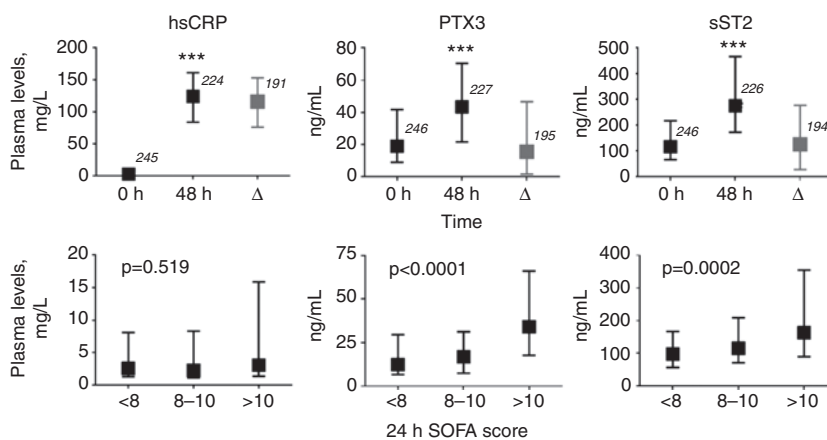 hsCRP
Plasma levels,
mg/L
200
150
100
50
0
245
***
224
191
0 h 48 h Δ
PTX3
ng/mL
80
60
40
20
0
246
***
227
195
0 h 48 h Δ
Time
sST2
ng/mL
500
400
300
200
100
0
246
***
226
194
0 h 48 h Δ
Plasma levels,
mg/L
20
15
10
5
0
p=0.519
<8 8–10 >10
ng/mL
75
50
25
0
p<0.0001
<8 8–10 >10
24 h SOFA score
ng/mL
400
300
200
100
0
p=0.0002
<8 8–10 >10